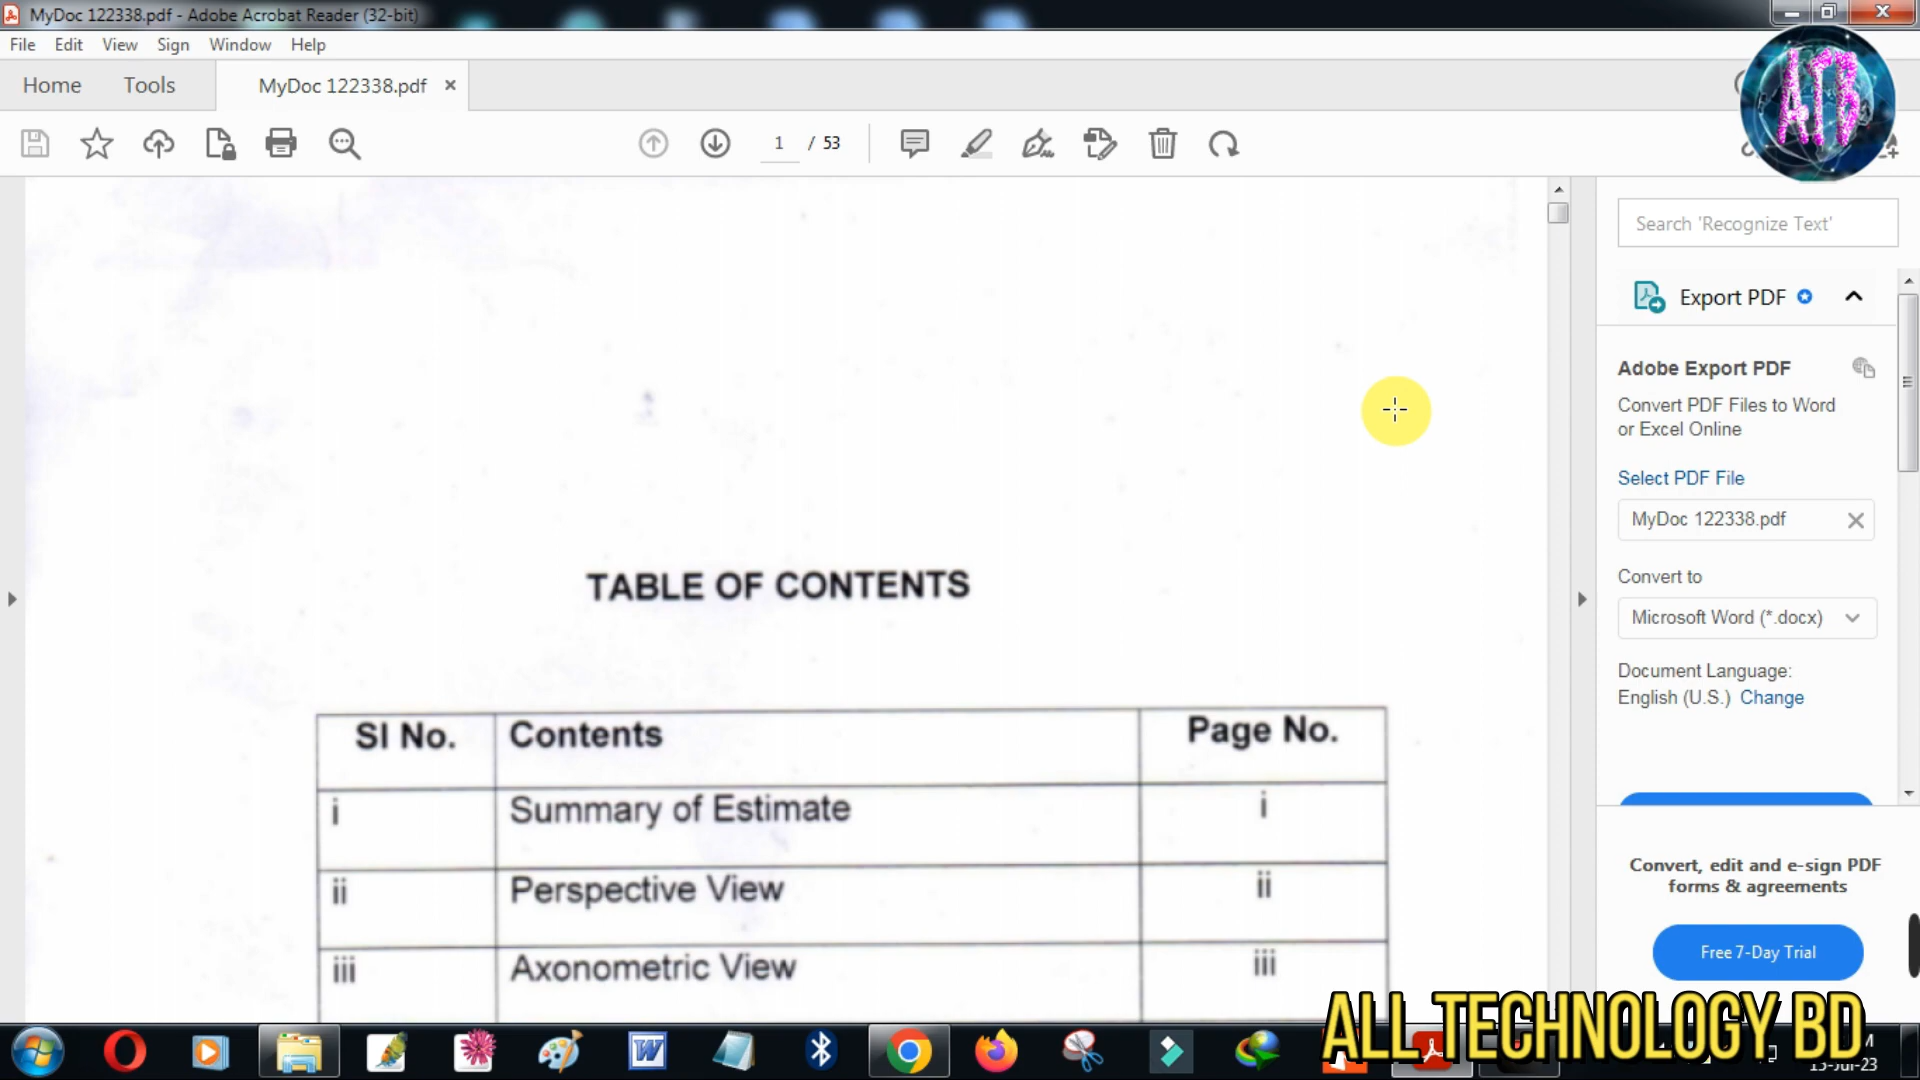 MyDoc 122338.pdf - Adobe Acrobat Reader (32-bit)
File Edit View Sign Window Help
Home Tools MyDoc 122338.pdf
1 / 53
ATB
Search 'Recognize Text'
Export PDF
Adobe Export PDF
Convert PDF Files to Word
or Excel Online
Select PDF File
MyDoc 122338.pdf
Convert to
Microsoft Word (*.docx)
Document Language:
English (U.S.) Change
Convert, edit and e-sign PDF
forms & agreements
Free 7-Day Trial
TABLE OF CONTENTS
SI No. Contents Page No.
i Summary of Estimate i
ii Perspective View ii
iii Axonometric View iii
ALL TECHNOLOGY BD